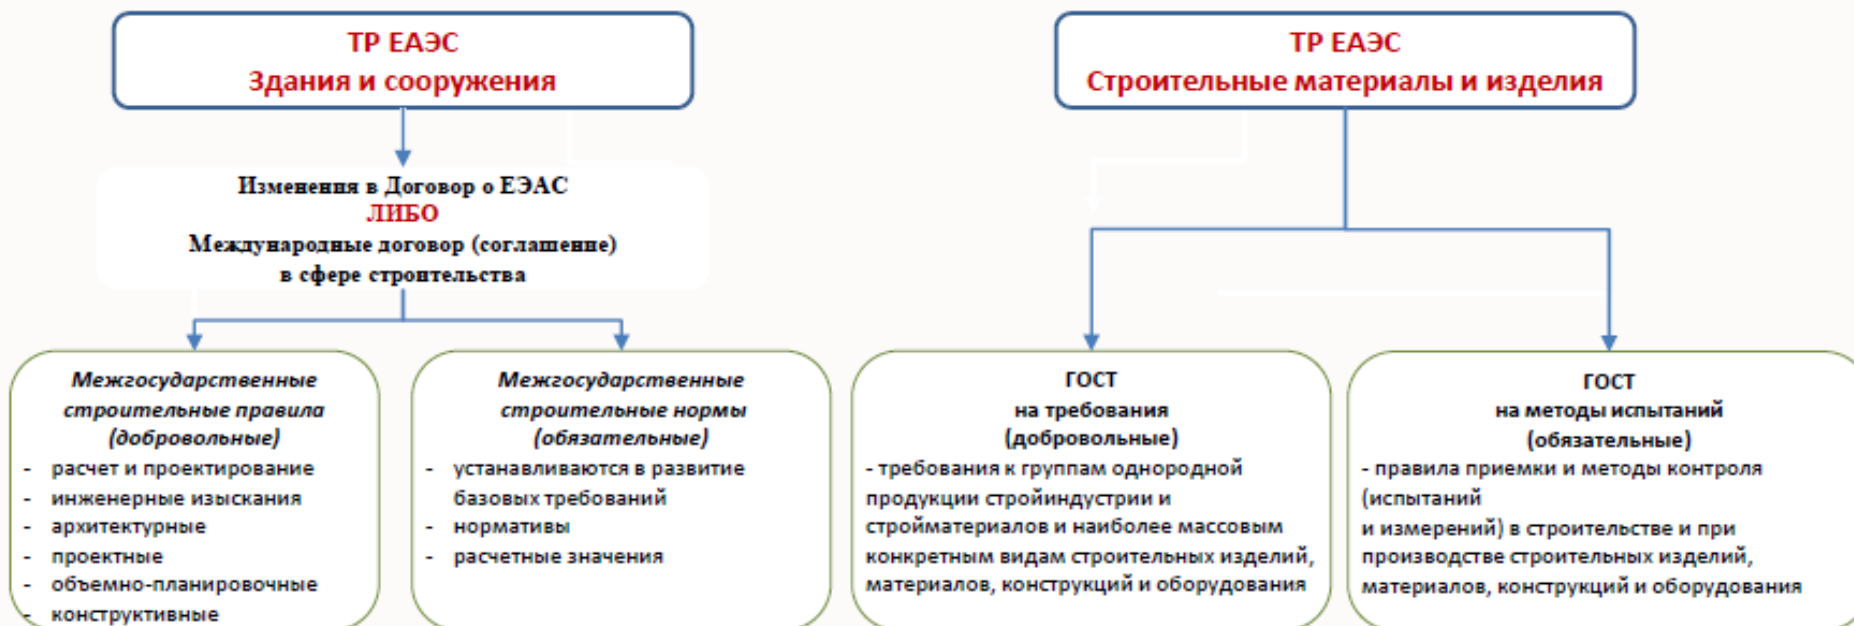 ТР ЕАЭС
Здания и сооружения
ТР ЕАЭС
Строительные материалы и изделия
Изменения в Договор о ЕЭАС
ЛИБО
Международные договор (соглашение)
в сфере строительства
Межгосударственные
строительные правила
(добровольные)
- расчет и проектирование
- инженерные изыскания
- архитектурные
- проектные
- объемно-планировочные
- конструктивные
Межгосударственные
строительные нормы
(обязательные)
- устанавливаются в развитие
базовых требований
- нормативы
- расчетные значения
ГОСТ
на требования
(добровольные)
- требования к группам однородной
продукции стройиндустрии и
стройматериалов и наиболее массовым
конкретным видам строительных изделий,
материалов, конструкций и оборудования
ГОСТ
на методы испытаний
(обязательные)
- правила приемки и методы контроля
(испытаний
и измерений) в строительстве и при
производстве строительных изделий,
материалов, конструкций и оборудования